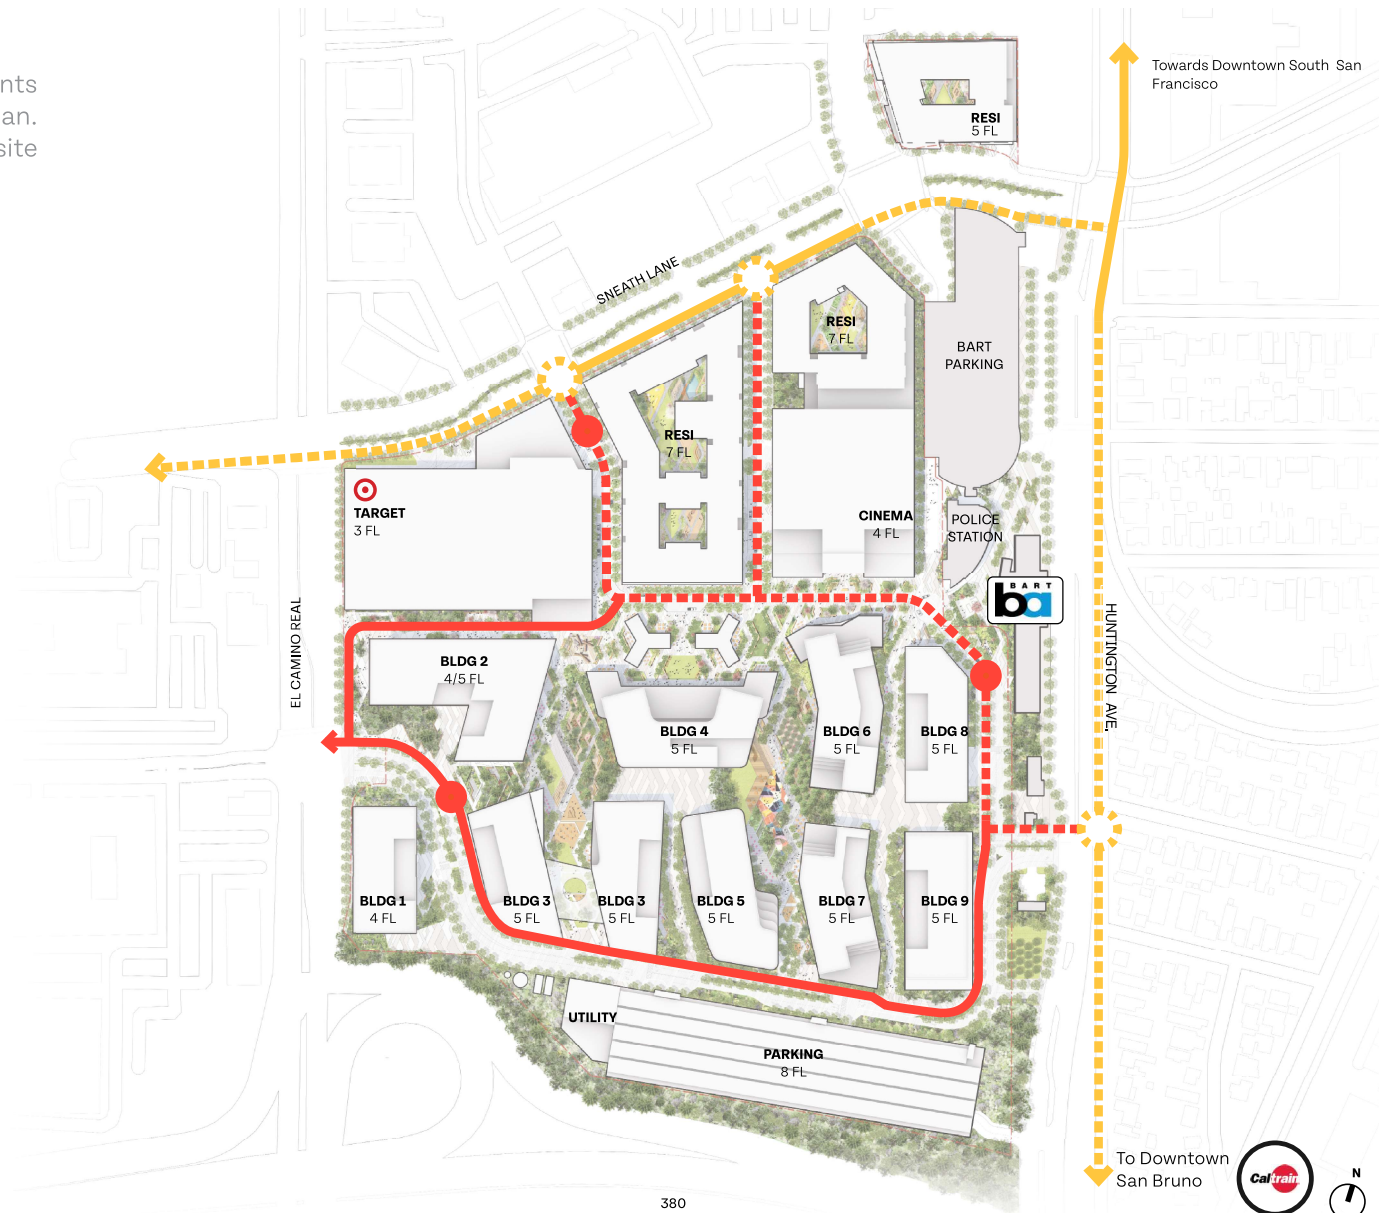 nts
an.
site
Towards Downtown South San
Francisco
RESI
5 FL
SNEATH LANE
RESI
7 FL
BART
PARKING
RESI
7 FL
TARGET
3 FL
CINEMA
4 FL
POLICE
STATION
BART
ba
EL CAMINO REAL
HUNTINGTON AVE.
BLDG 2
4/5 FL
BLDG 4
5 FL
BLDG 6
5 FL
BLDG 8
5 FL
BLDG 1
4 FL
BLDG 3
5 FL
BLDG 3
5 FL
BLDG 5
5 FL
BLDG 7
5 FL
BLDG 9
5 FL
UTILITY
PARKING
8 FL
To Downtown
San Bruno
Caltrain
N
380